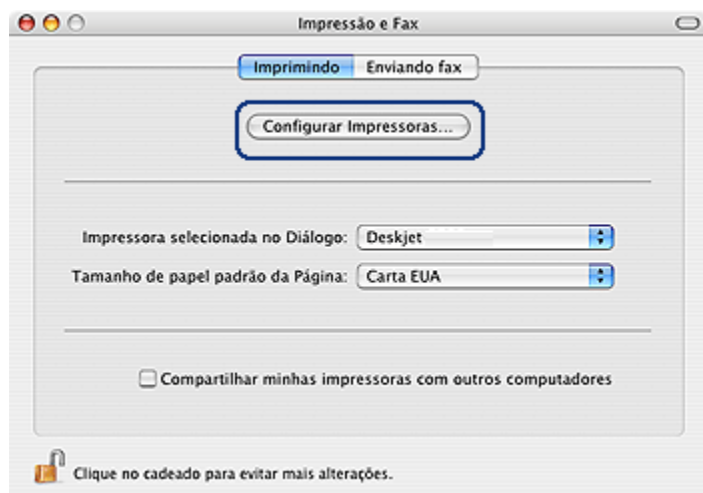 Impressão e Fax
Imprimindo Enviando fax
Configurar Impressoras...
Impressora selecionada no Diálogo: Deskjet
Tamanho de papel padrão da Página: Carta EUA
Compartilhar minhas impressoras com outros computadores
Clique no cadeado para evitar mais alterações.